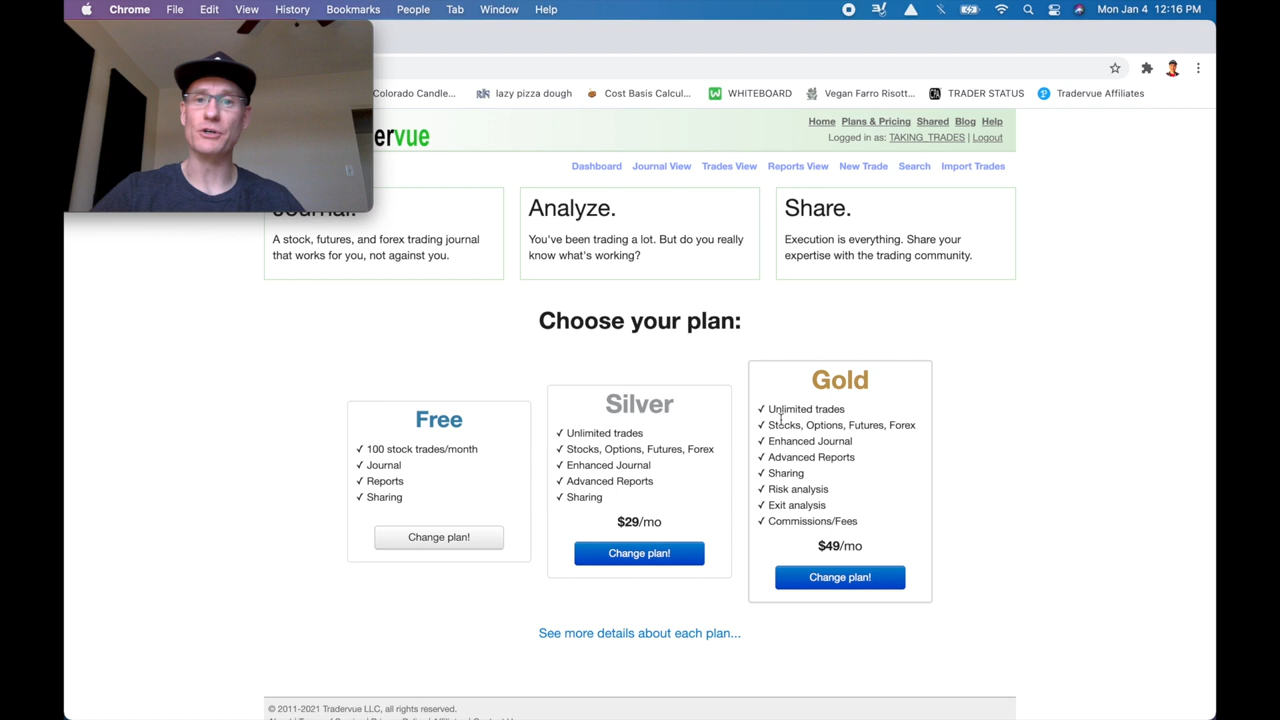 Chrome File Edit View History Bookmarks People Tab Window Help Mon Jan 4 12:16 PM
Colorado Candle... lazy pizza dough Cost Basis Calcul... WHITEBOARD Vegan Farro Risott... TRADER STATUS Tradervue Affiliates
Home Plans & Pricing Shared Blog Help
ervue
Logged in as: TAKING_TRADES | Logout
Dashboard Journal View Trades View Reports View New Trade Search Import Trades
Journal.
A stock, futures, and forex trading journal
that works for you, not against you.
Analyze.
You've been trading a lot. But do you really
know what's working?
Share.
Execution is everything. Share your
expertise with the trading community.
Choose your plan:
Free
✓ 100 stock trades/month
✓ Journal
✓ Reports
✓ Sharing
Change plan!
Silver
✓ Unlimited trades
✓ Stocks, Options, Futures, Forex
✓ Enhanced Journal
✓ Advanced Reports
✓ Sharing
$29/mo
Change plan!
Gold
✓ Unlimited trades
✓ Stocks, Options, Futures, Forex
✓ Enhanced Journal
✓ Advanced Reports
✓ Sharing
✓ Risk analysis
✓ Exit analysis
✓ Commissions/Fees
$49/mo
Change plan!
See more details about each plan...
© 2011-2021 Tradervue LLC, all rights reserved.